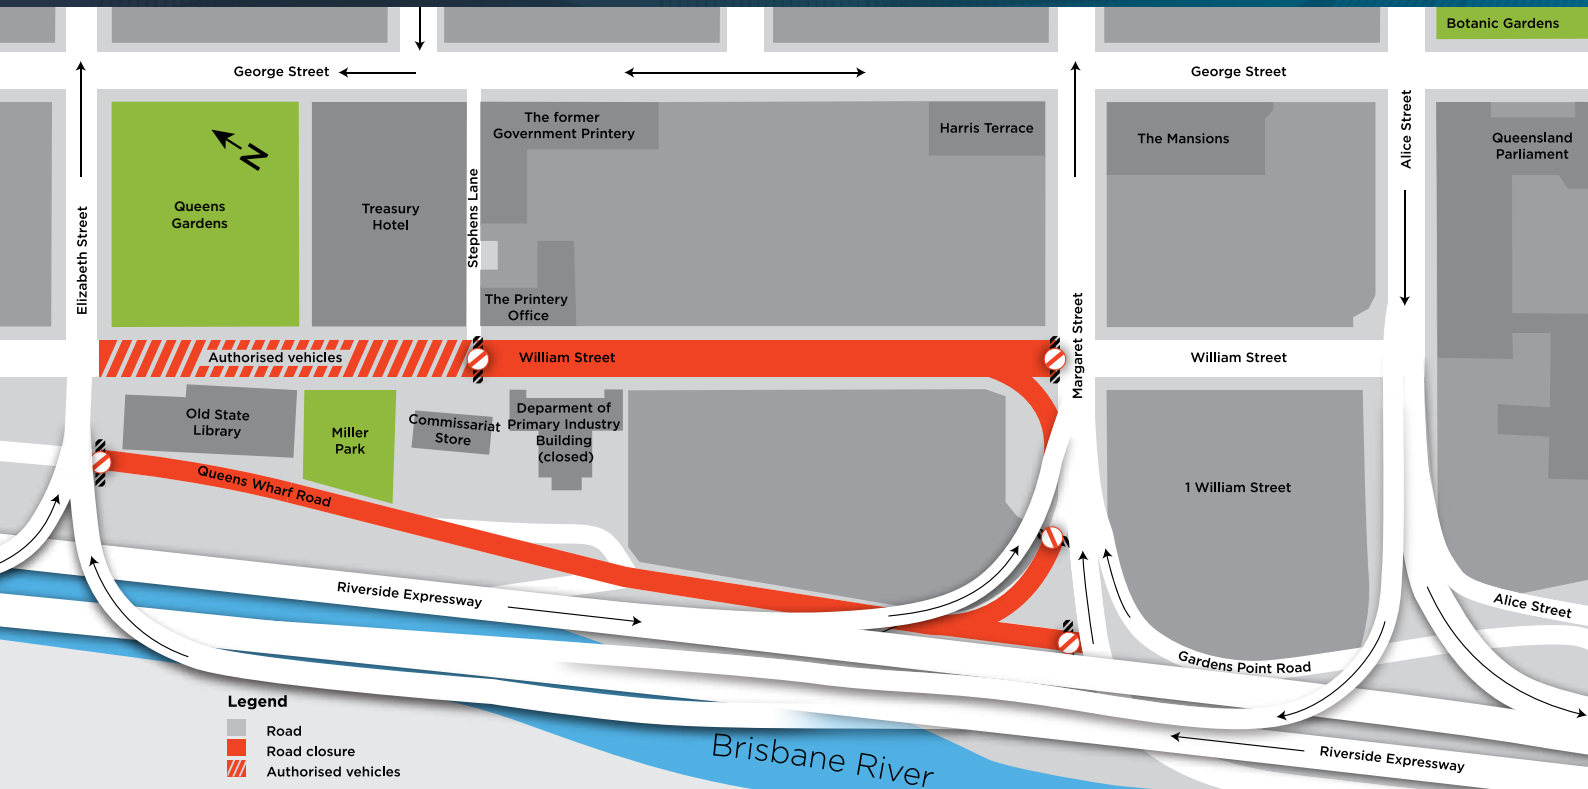 Botanic Gardens
George Street
George Street
The former
Government Printery
Harris Terrace
The Mansions
Alice Street
Queensland
Parliament
N
Queens
Gardens
Treasury
Hotel
Stephens Lane
Elizabeth Street
The Printery
Office
Margaret Street
Authorised vehicles
William Street
William Street
Old State
Library
Miller
Park
Commissariat
Store
Deparment of
Primary Industry
Building
(closed)
Queens Wharf Road
1 William Street
Riverside Expressway
Alice Street
Gardens Point Road
Legend
Road
Road closure
Authorised vehicles
Brisbane River
Riverside Expressway